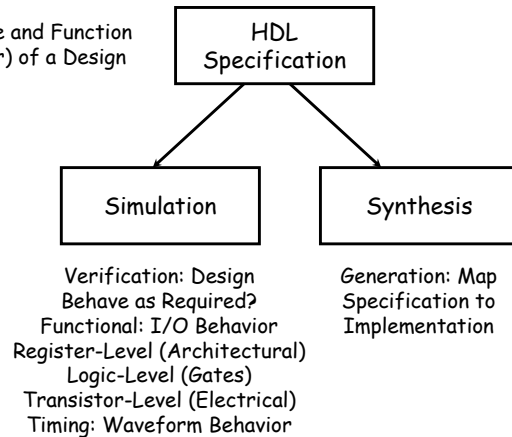 e and Function
r) of a Design
HDL
Specification
Simulation
Synthesis
Verification: Design
Behave as Required?
Functional: I/O Behavior
Register-Level (Architectural)
Logic-Level (Gates)
Transistor-Level (Electrical)
Timing: Waveform Behavior
Generation: Map
Specification to
Implementation